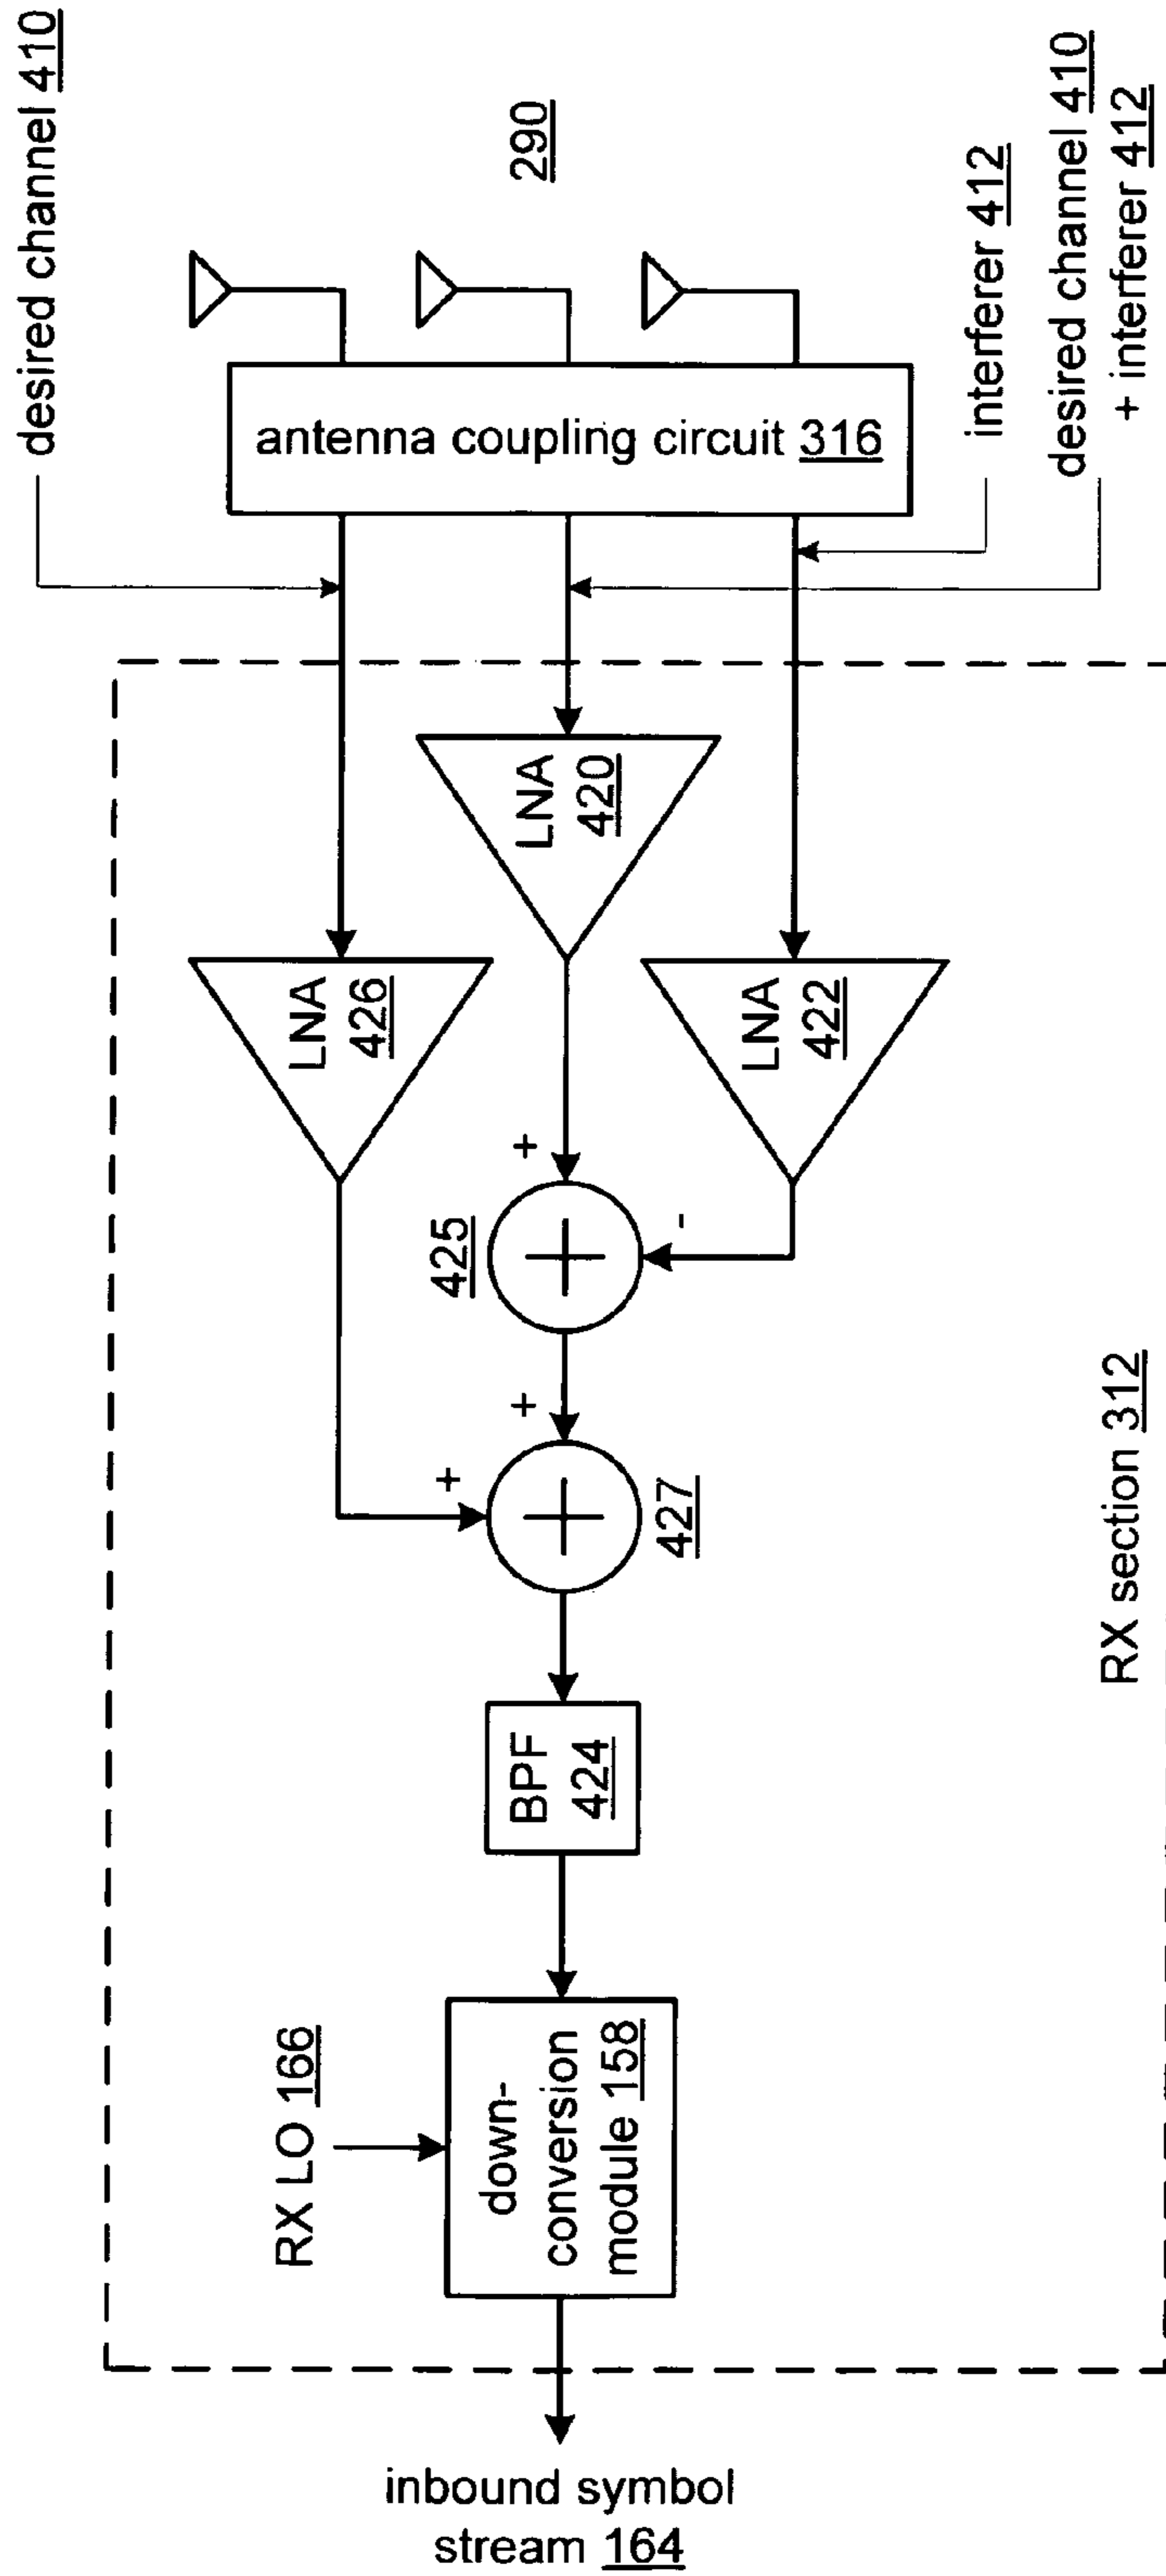 desired channel 410
290
antenna coupling circuit 316
interferer 412
desired channel 410
+ interferer 412
LNA
426
LNA
420
LNA
422
+
-
425
+
+
427
BPF
424
RX LO 166
down-
conversion
module 158
RX section 312
inbound symbol
stream 164